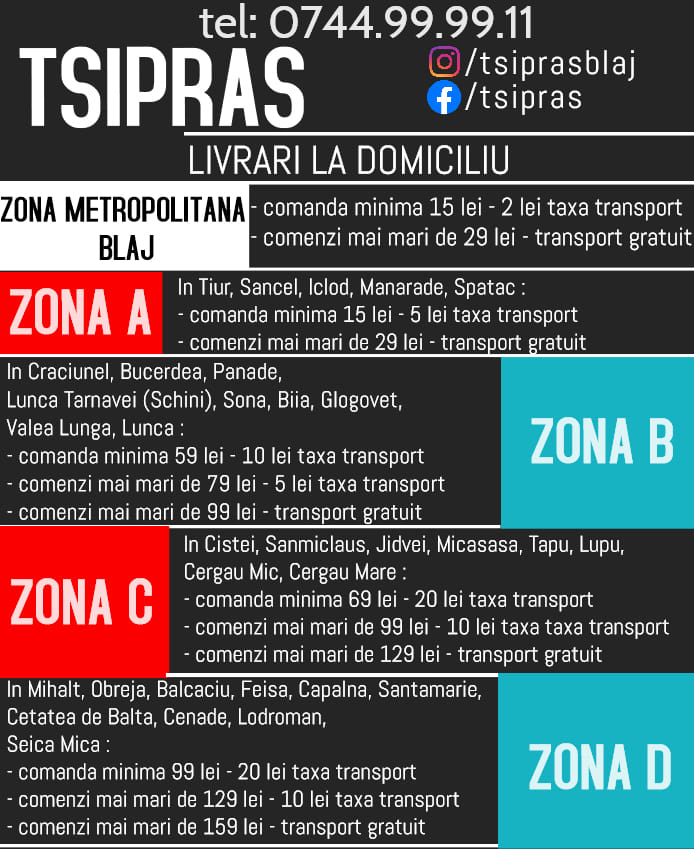 tel: 0744.99.99.11
TSIPRAS
/tsiprasblaj
/tsipras
LIVRARI LA DOMICILIU
ZONA METROPOLITANA
BLAJ
- comanda minima 15 lei - 2 lei taxa transport
- comenzi mai mari de 29 lei - transport gratuit
ZONA A
In Tiur, Sancel, Iclod, Manarade, Spatac :
- comanda minima 15 lei - 5 lei taxa transport
- comenzi mai mari de 29 lei - transport gratuit
In Craciunel, Bucerdea, Panade,
Lunca Tarnavei (Schini), Sona, Biia, Glogovet,
Valea Lunga, Lunca :
- comanda minima 59 lei - 10 lei taxa transport
- comenzi mai mari de 79 lei - 5 lei taxa transport
- comenzi mai mari de 99 lei - transport gratuit
ZONA B
ZONA C
In Cistei, Sanmiclaus, Jidvei, Micasasa, Tapu, Lupu,
Cergau Mic, Cergau Mare :
- comanda minima 69 lei - 20 lei taxa transport
- comenzi mai mari de 99 lei - 10 lei taxa taxa transport
- comenzi mai mari de 129 lei - transport gratuit
In Mihalt, Obreja, Balcaciu, Feisa, Capalna, Santamarie,
Cetatea de Balta, Cenade, Lodroman,
Seica Mica :
- comanda minima 99 lei - 20 lei taxa transport
- comenzi mai mari de 129 lei - 10 lei taxa transport
- comenzi mai mari de 159 lei - transport gratuit
ZONA D